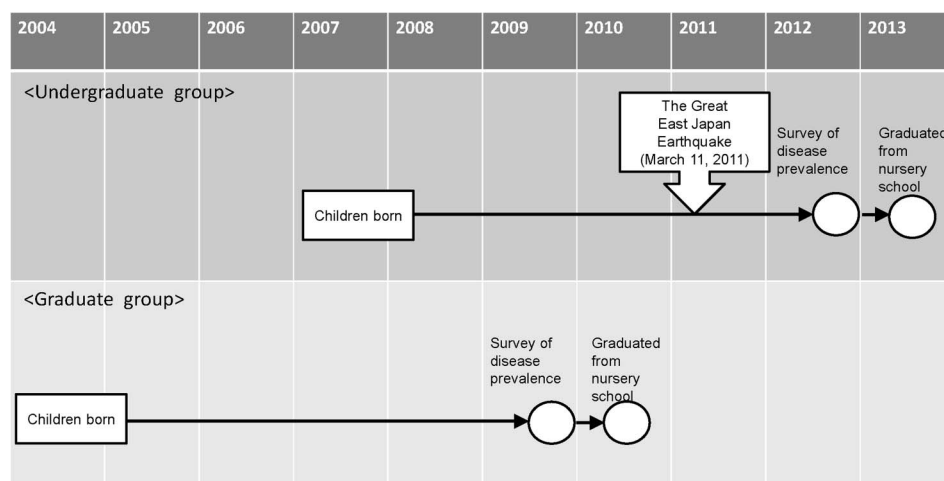 2004 2005 2006 2007 2008 2009 2010 2011 2012 2013
<Undergraduate group>
The Great
East Japan
Earthquake
(March 11, 2011)
Survey of
disease
prevalence
Graduated
from
nursery
school
Children born
<Graduate group>
Survey of
disease
prevalence
Graduated
from
nursery
school
Children born